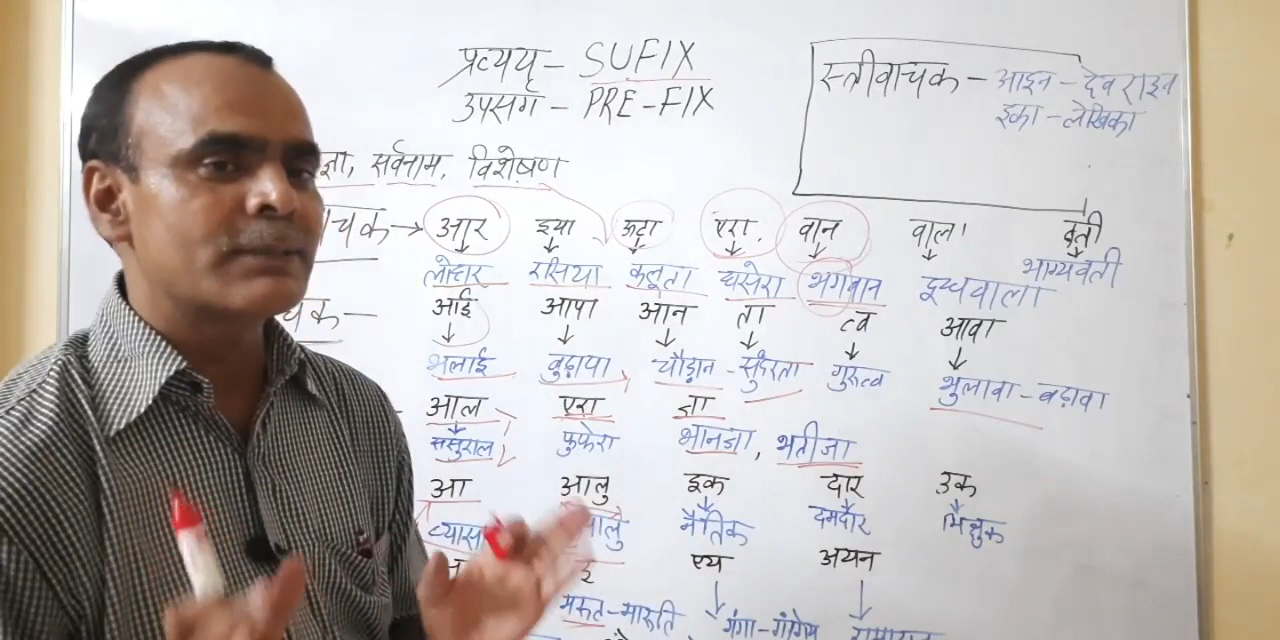 प्रत्यय - SUFIX
उपसर्ग - PRE-FIX
स्त्रीवाचक - आइन - देवराइन
इका - लेखिका
सर्वनाम, विशेषण
वाचक → आर इया ऊटा एरा वान वाला वती
लोहार रसिया कलूटा भगवान भाग्यवती
आई आपा आन ता त्व आवा
भलाई बुढ़ापा चौड़ान - सुंदरता गुरुत्व भुलावा - बढ़ावा
आल एरा जा
ससुराल फुफेरा भानजा, भतीजा
आ आलु इक दार उक
नैतिक दमदार भिक्षुक
एय अयन
मरुत - मारुति गंगा - गांगेय